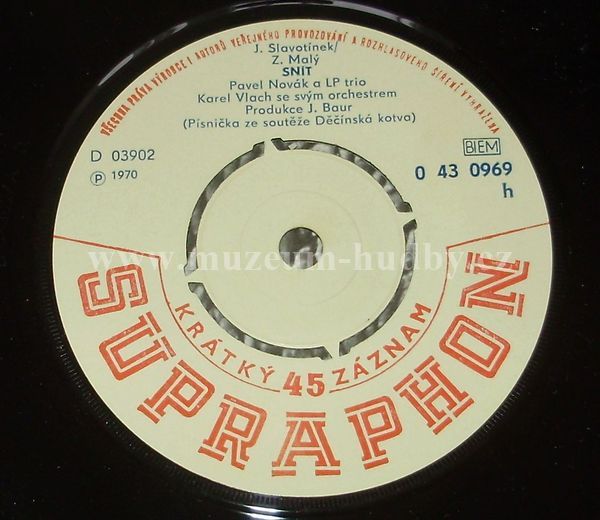 VŠECHNA PRÁVA VÝROBCE I AUTORŮ VEŘEJNÉHO PROVOZOVÁNÍ A ROZHLASOVÉHO ŠÍŘENÍ VYHRAŽENA
J. Slavotínek/
Z. Malý
SNÍT
Pavel Novák a LP trio
Karel Vlach se svým orchestrem
Produkce J. Baur
(Písnička ze soutěže Děčínská kotva)
D 03902
℗ 1970
BIEM
0 43 0969
h
www.muzeum-hudby.cz
KRÁTKÝ 45 ZÁZNAM
SUPRAPHON